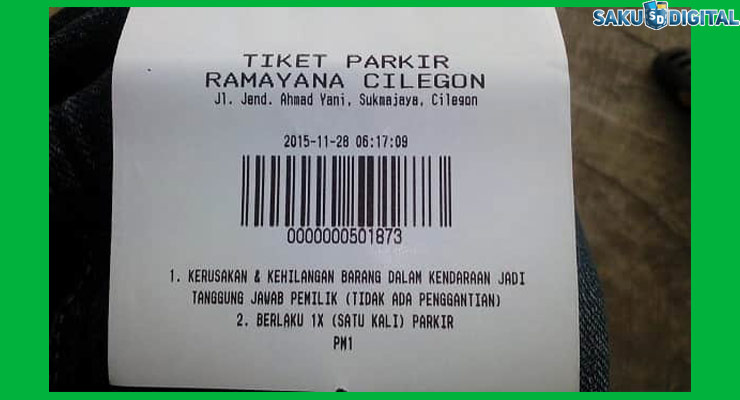 SAKU SD DIGITAL
TIKET PARKIR
RAMAYANA CILEGON
Jl. Jend. Ahmad Yani, Sukmajaya, Cilegon
2015-11-28 06:17:09
0000000501873
1. KERUSAKAN & KEHILANGAN BARANG DALAM KENDARAAN JADI
TANGGUNG JAWAB PEMILIK (TIDAK ADA PENGGANTIAN)
2. BERLAKU 1X (SATU KALI) PARKIR
PM1